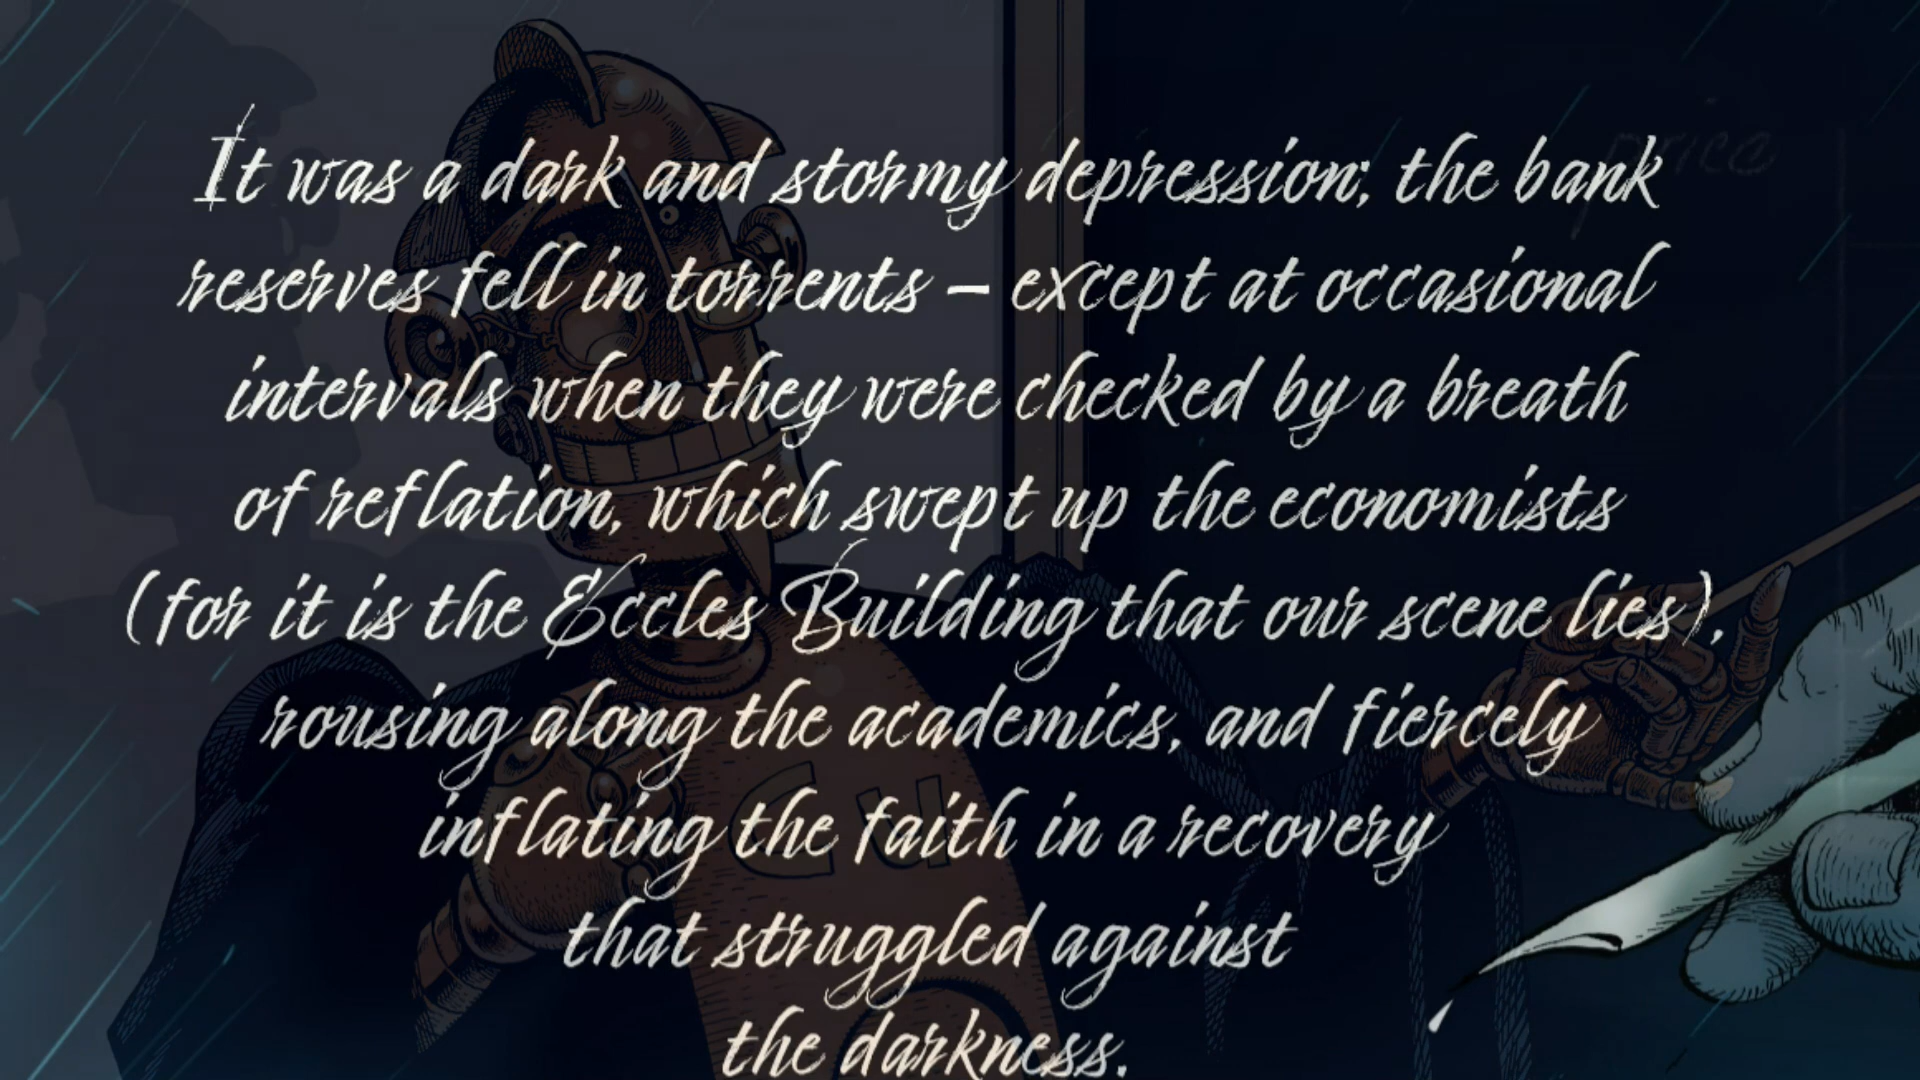 It was a dark and stormy depression; the bank
reserves fell in torrents – except at occasional
intervals when they were checked by a breath
of reflation, which swept up the economists
(for it is the Eccles Building that our scene lies),
rousing along the academics, and fiercely
inflating the faith in a recovery
that struggled against
the darkness.
price
Cu